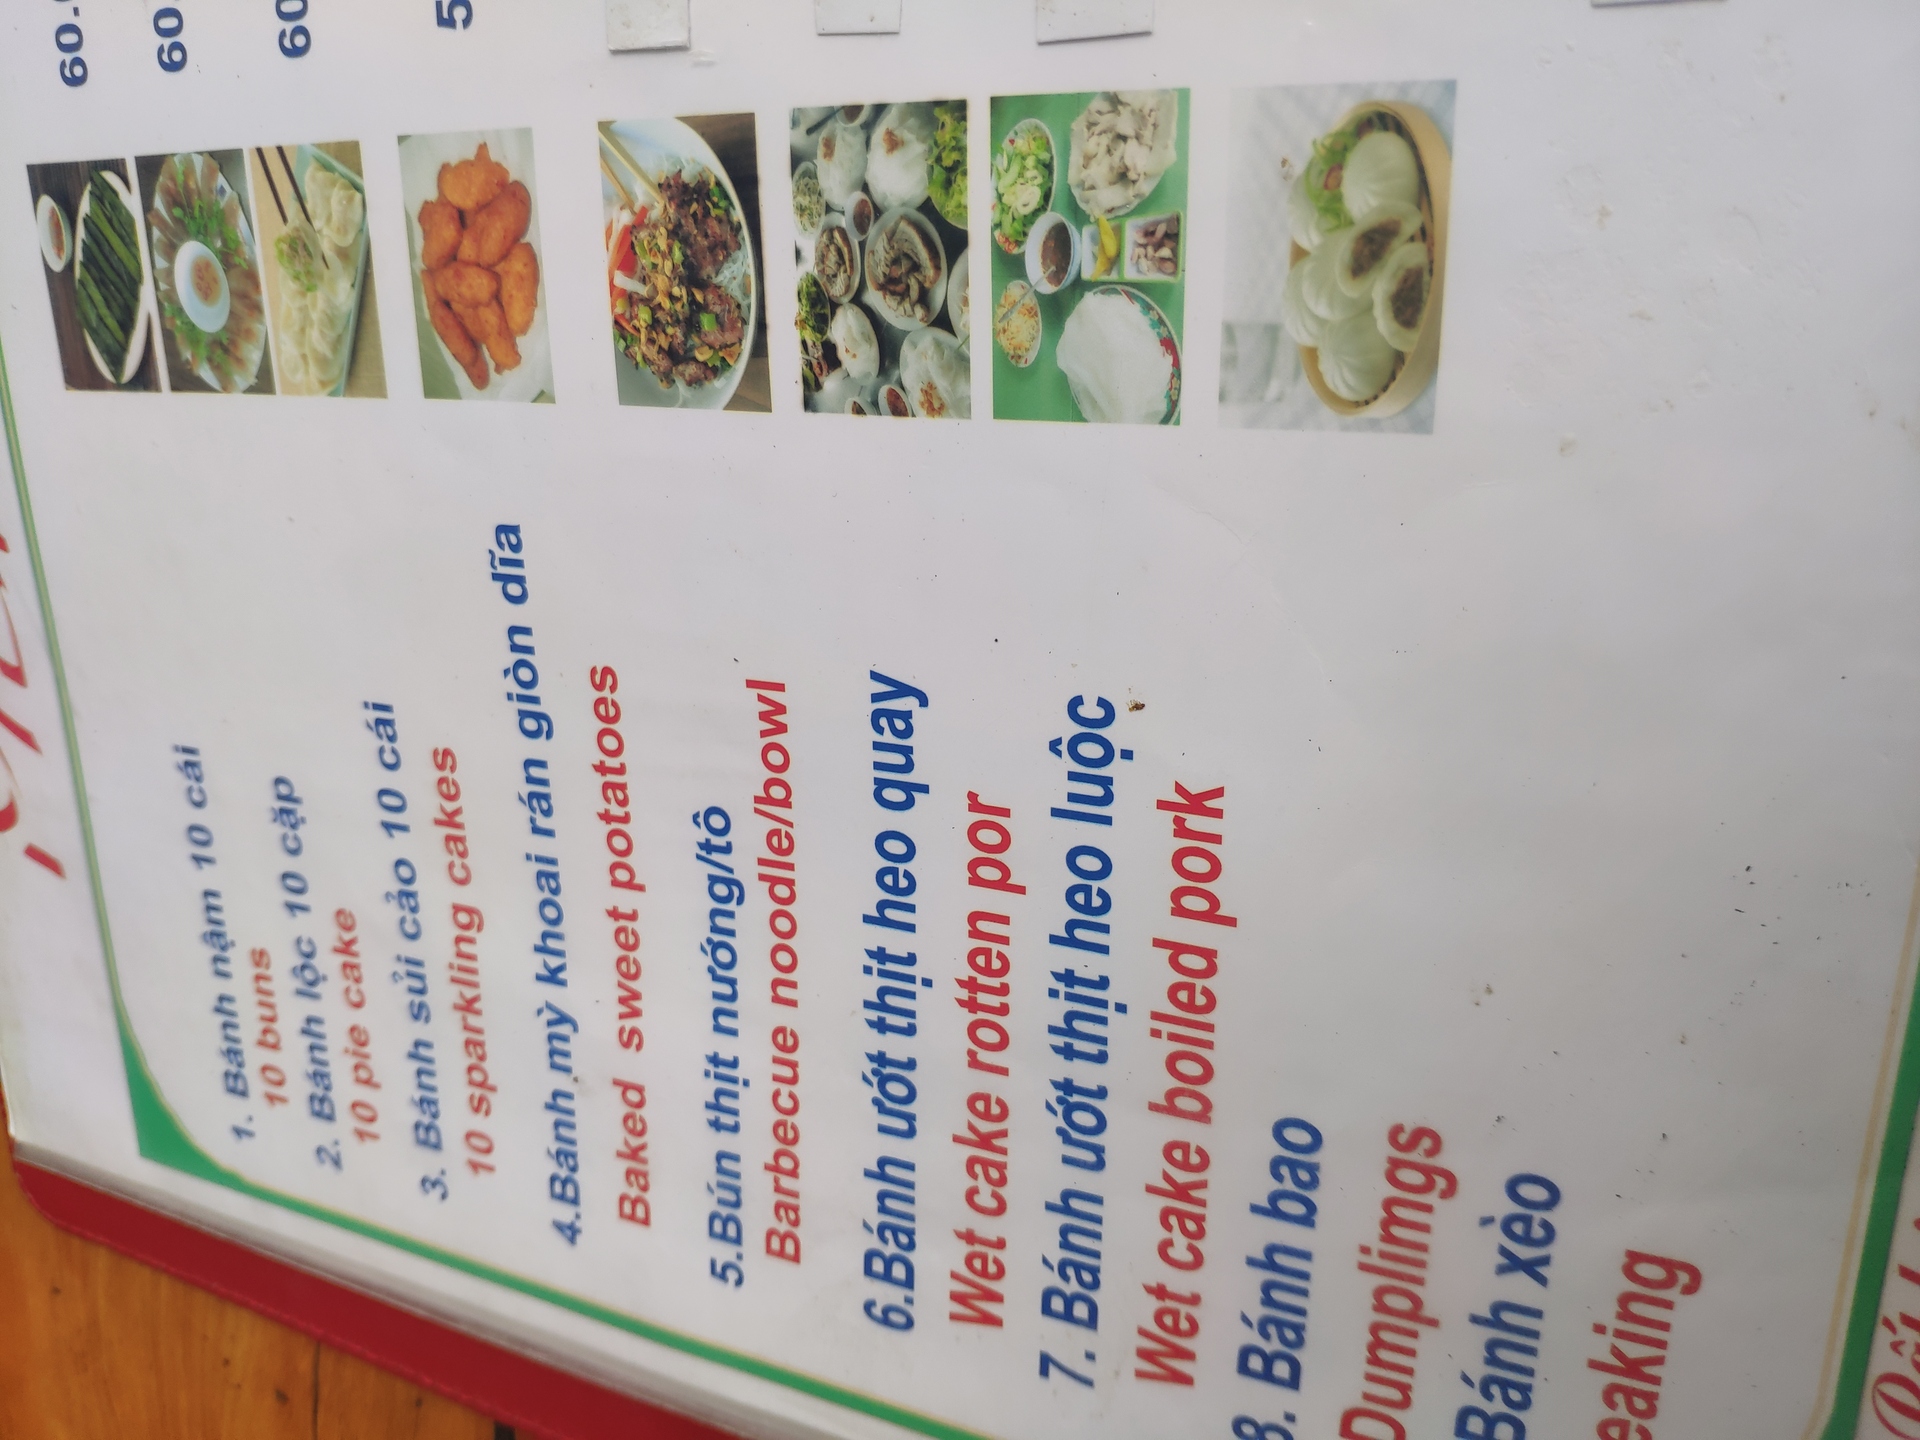 1. Bánh nậm 10 cái
10 buns
2. Bánh lộc 10 cặp
10 pie cake
3. Bánh sủi cảo 10 cái
10 sparkling cakes
4.Bánh mỳ khoai rán giòn dĩa
Baked sweet potatoes
5.Bún thịt nướng/tô
Barbecue noodle/bowl
6.Bánh ướt thịt heo quay
Wet cake rotten por
7. Bánh ướt thịt heo luộc
Wet cake boiled pork
8. Bánh bao
Dumplimgs
Bánh xèo
eaking
60.
60.
60
5